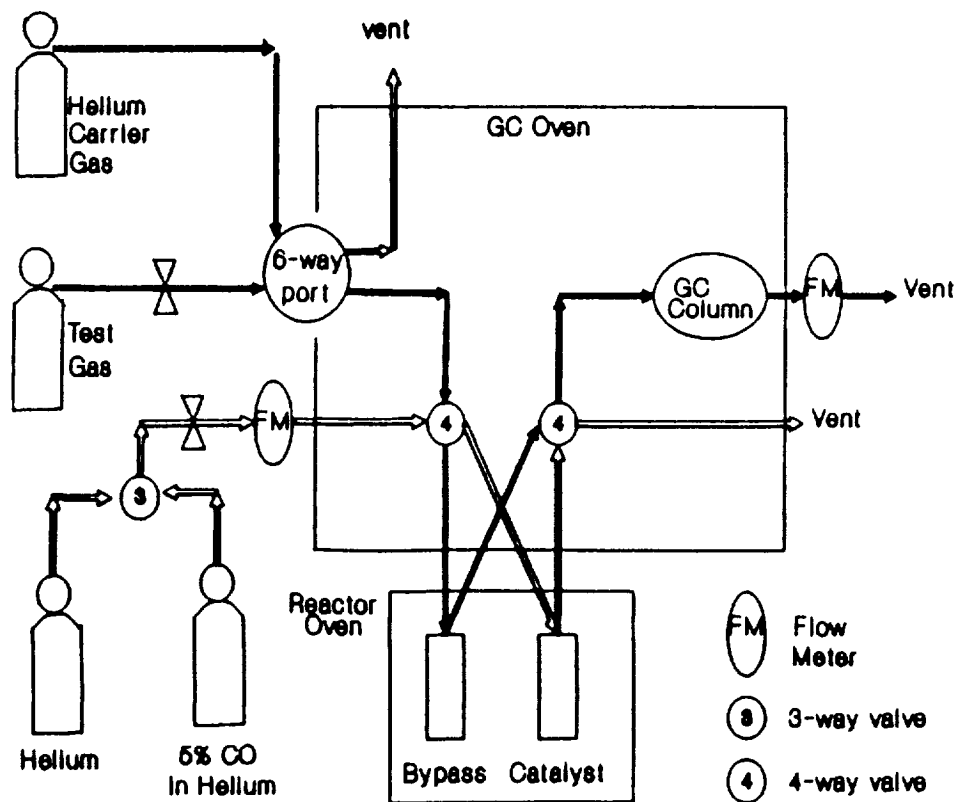 vent
Helium
Carrier
Gas
GC Oven
6-way
port
GC
Column
FM
Vent
Test
Gas
FM
4
4
Vent
3
Reactor
Oven
FM
Flow
Meter
3
3-way valve
Helium
5% CO
In Helium
Bypass
Catalyst
4
4-way valve